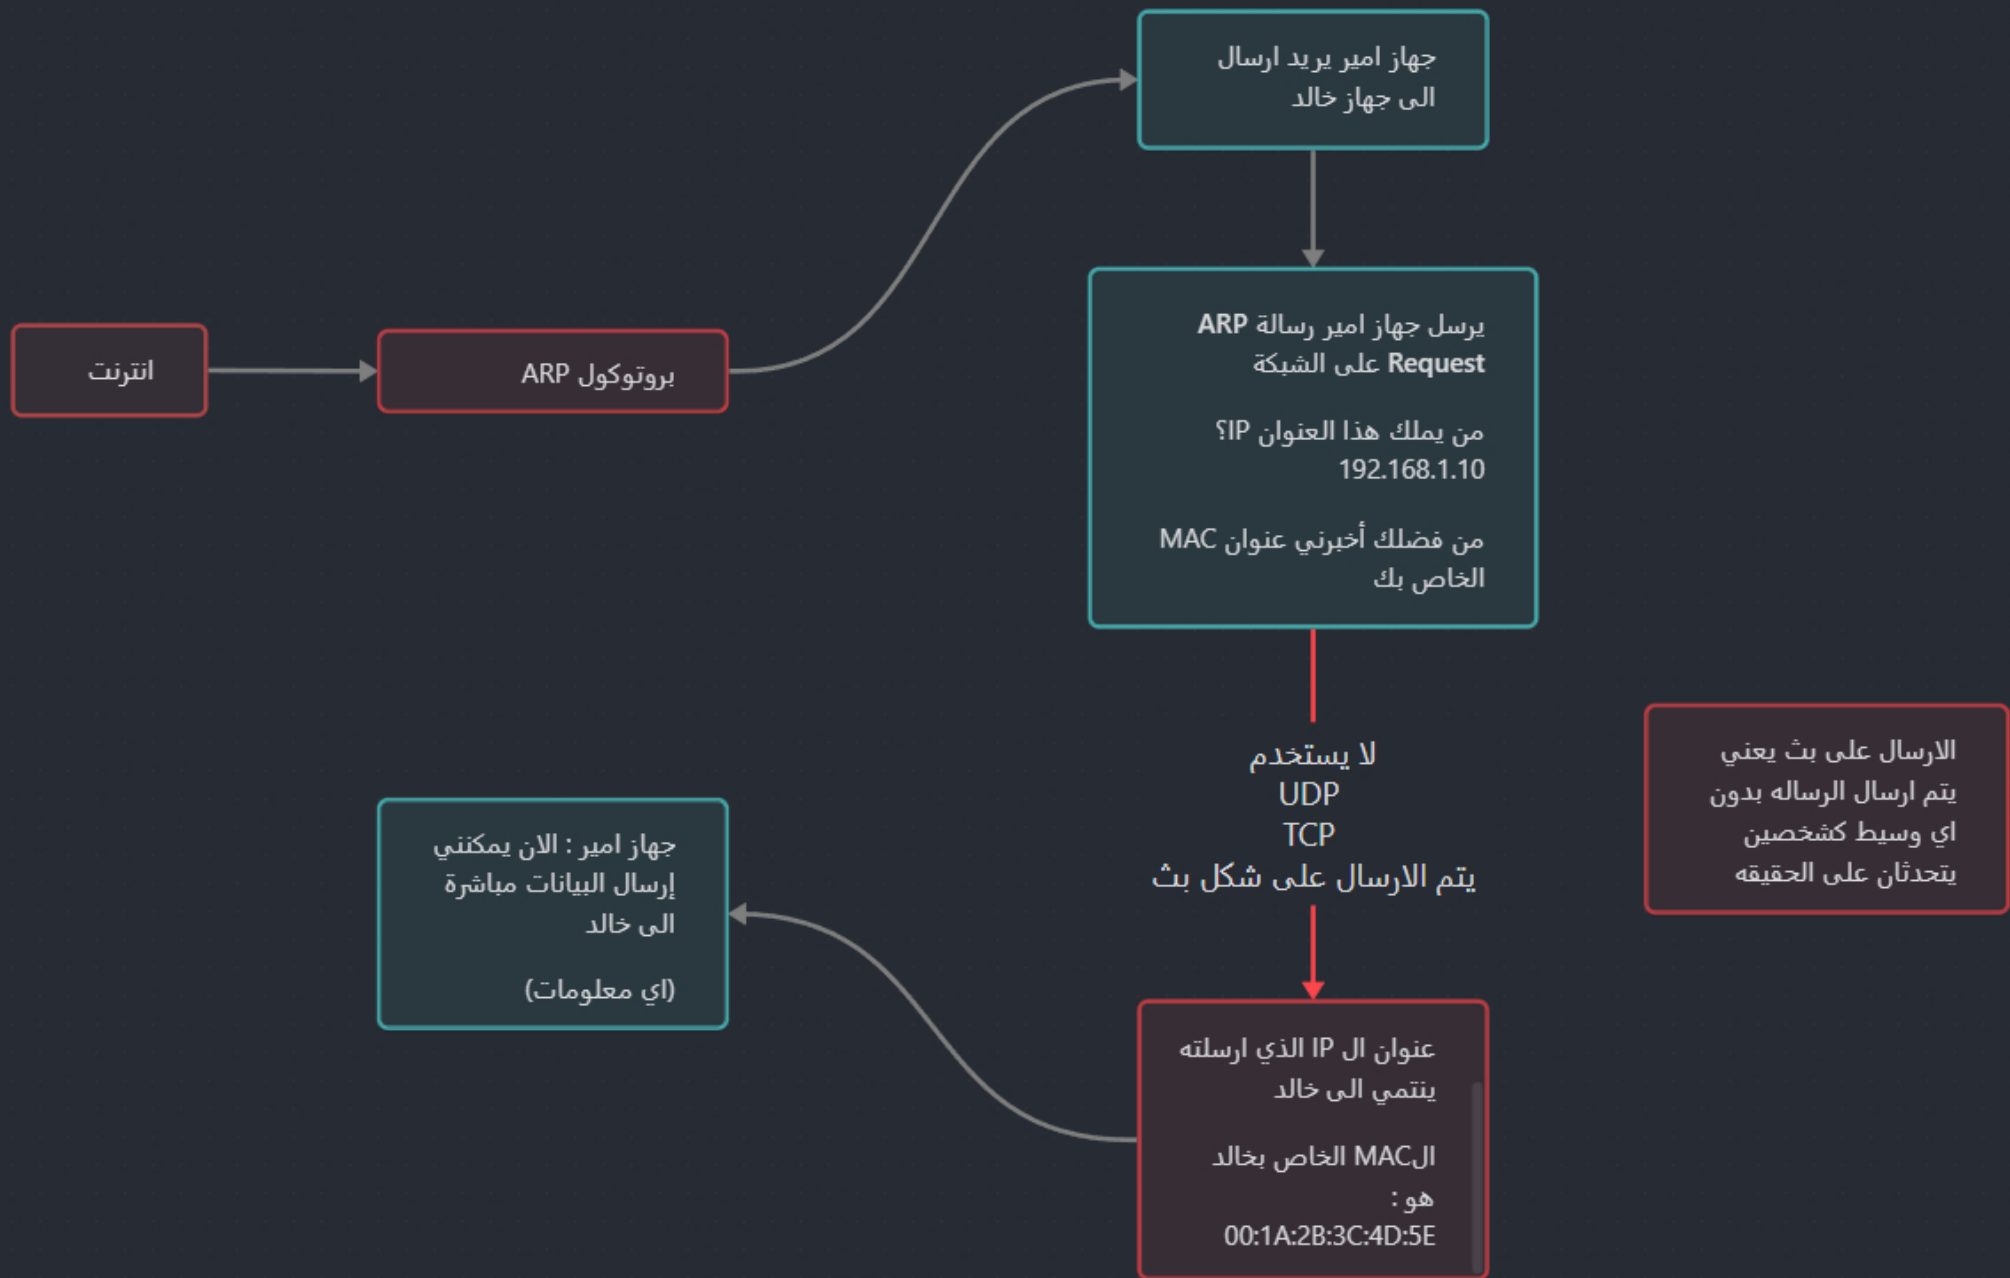 انترنت
بروتوكول ARP
جهاز امير يريد ارسال
الى جهاز خالد
يرسل جهاز امير رسالة ARP
Request على الشبكة
من يملك هذا العنوان IP؟
192.168.1.10
من فضلك أخبرني عنوان MAC
الخاص بك
لا يستخدم
UDP
TCP
يتم الارسال على شكل بث
الارسال على بث يعني
يتم ارسال الرساله بدون
اي وسيط كشخصين
يتحدثان على الحقيقه
عنوان ال IP الذي ارسلته
ينتمي الى خالد
الMAC الخاص بخالد
هو :
00:1A:2B:3C:4D:5E
جهاز امير : الان يمكنني
إرسال البيانات مباشرة
الى خالد
(اي معلومات)